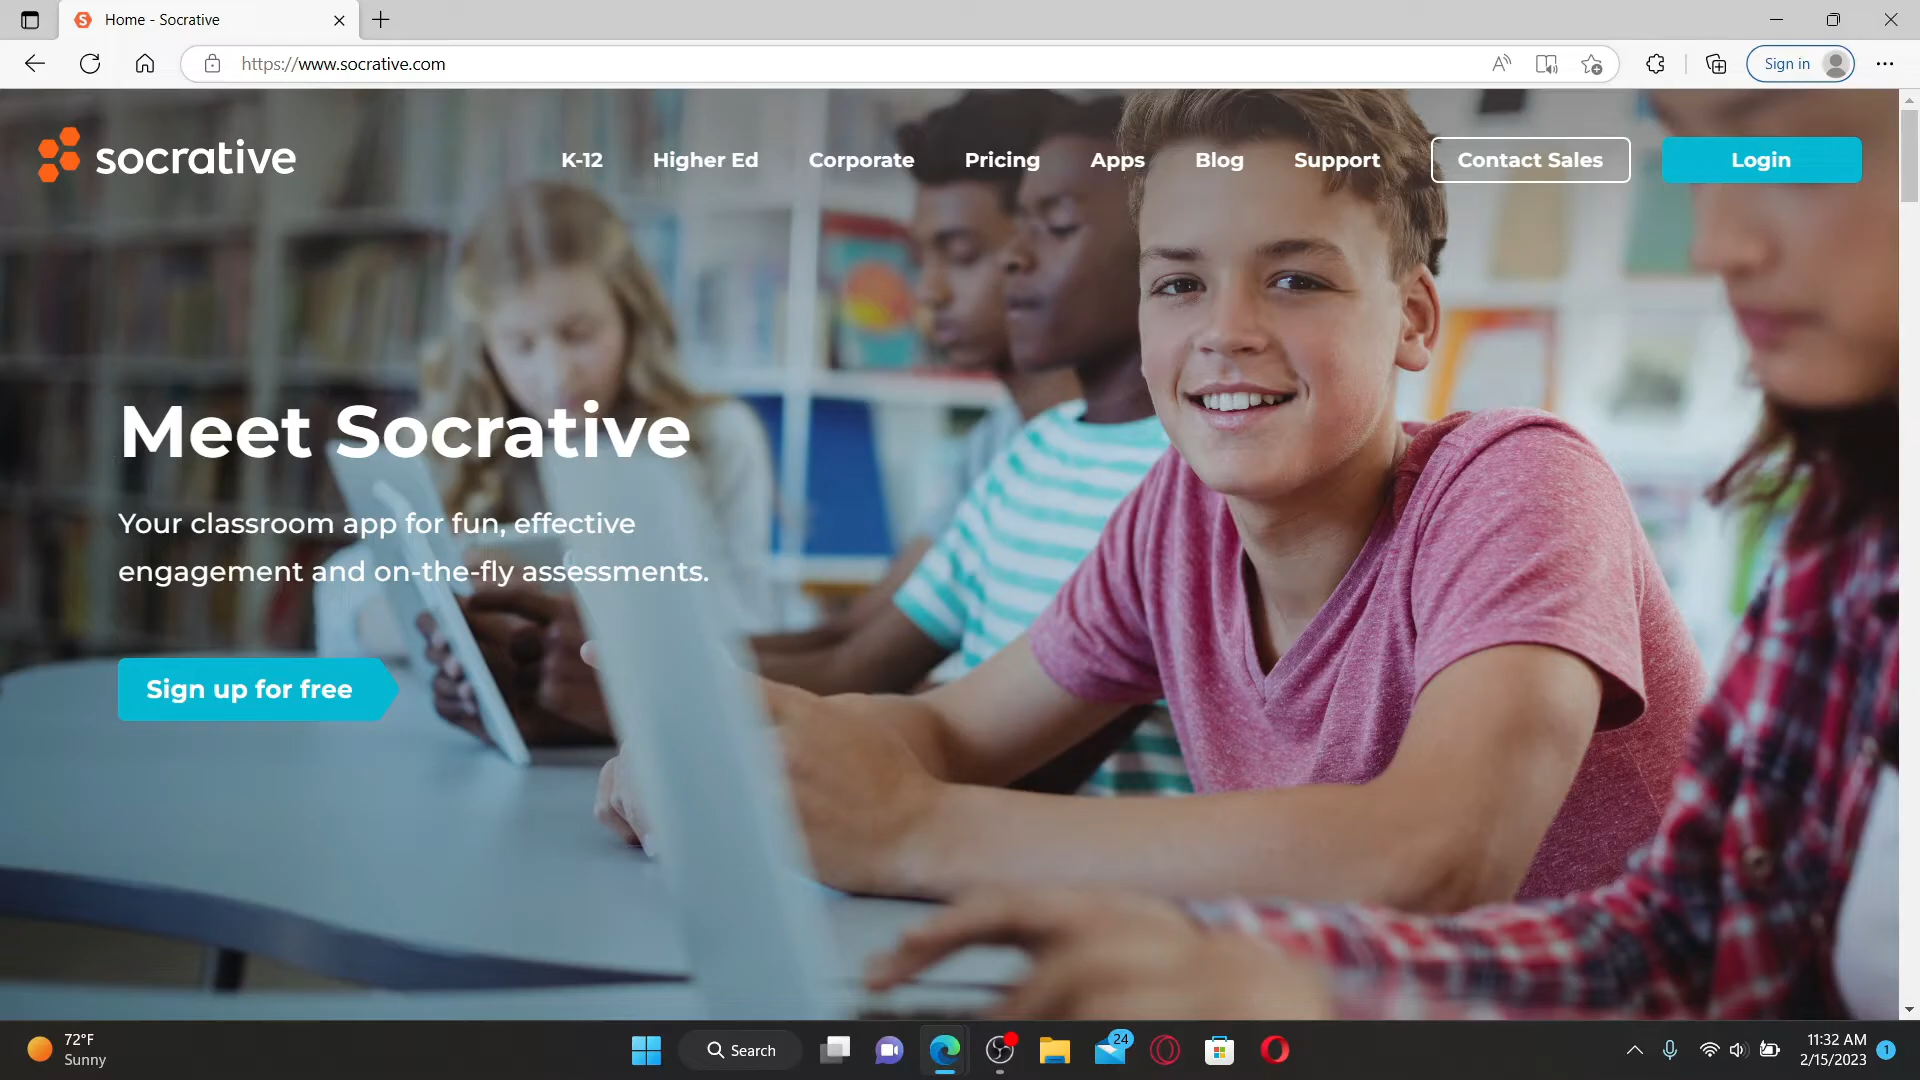 Home - Socrative
https://www.socrative.com
Sign in
socrative
K-12
Higher Ed
Corporate
Pricing
Apps
Blog
Support
Contact Sales
Login
Meet Socrative
Your classroom app for fun, effective
engagement and on-the-fly assessments.
Sign up for free
72°F
Sunny
Search
24
11:32 AM
2/15/2023
1